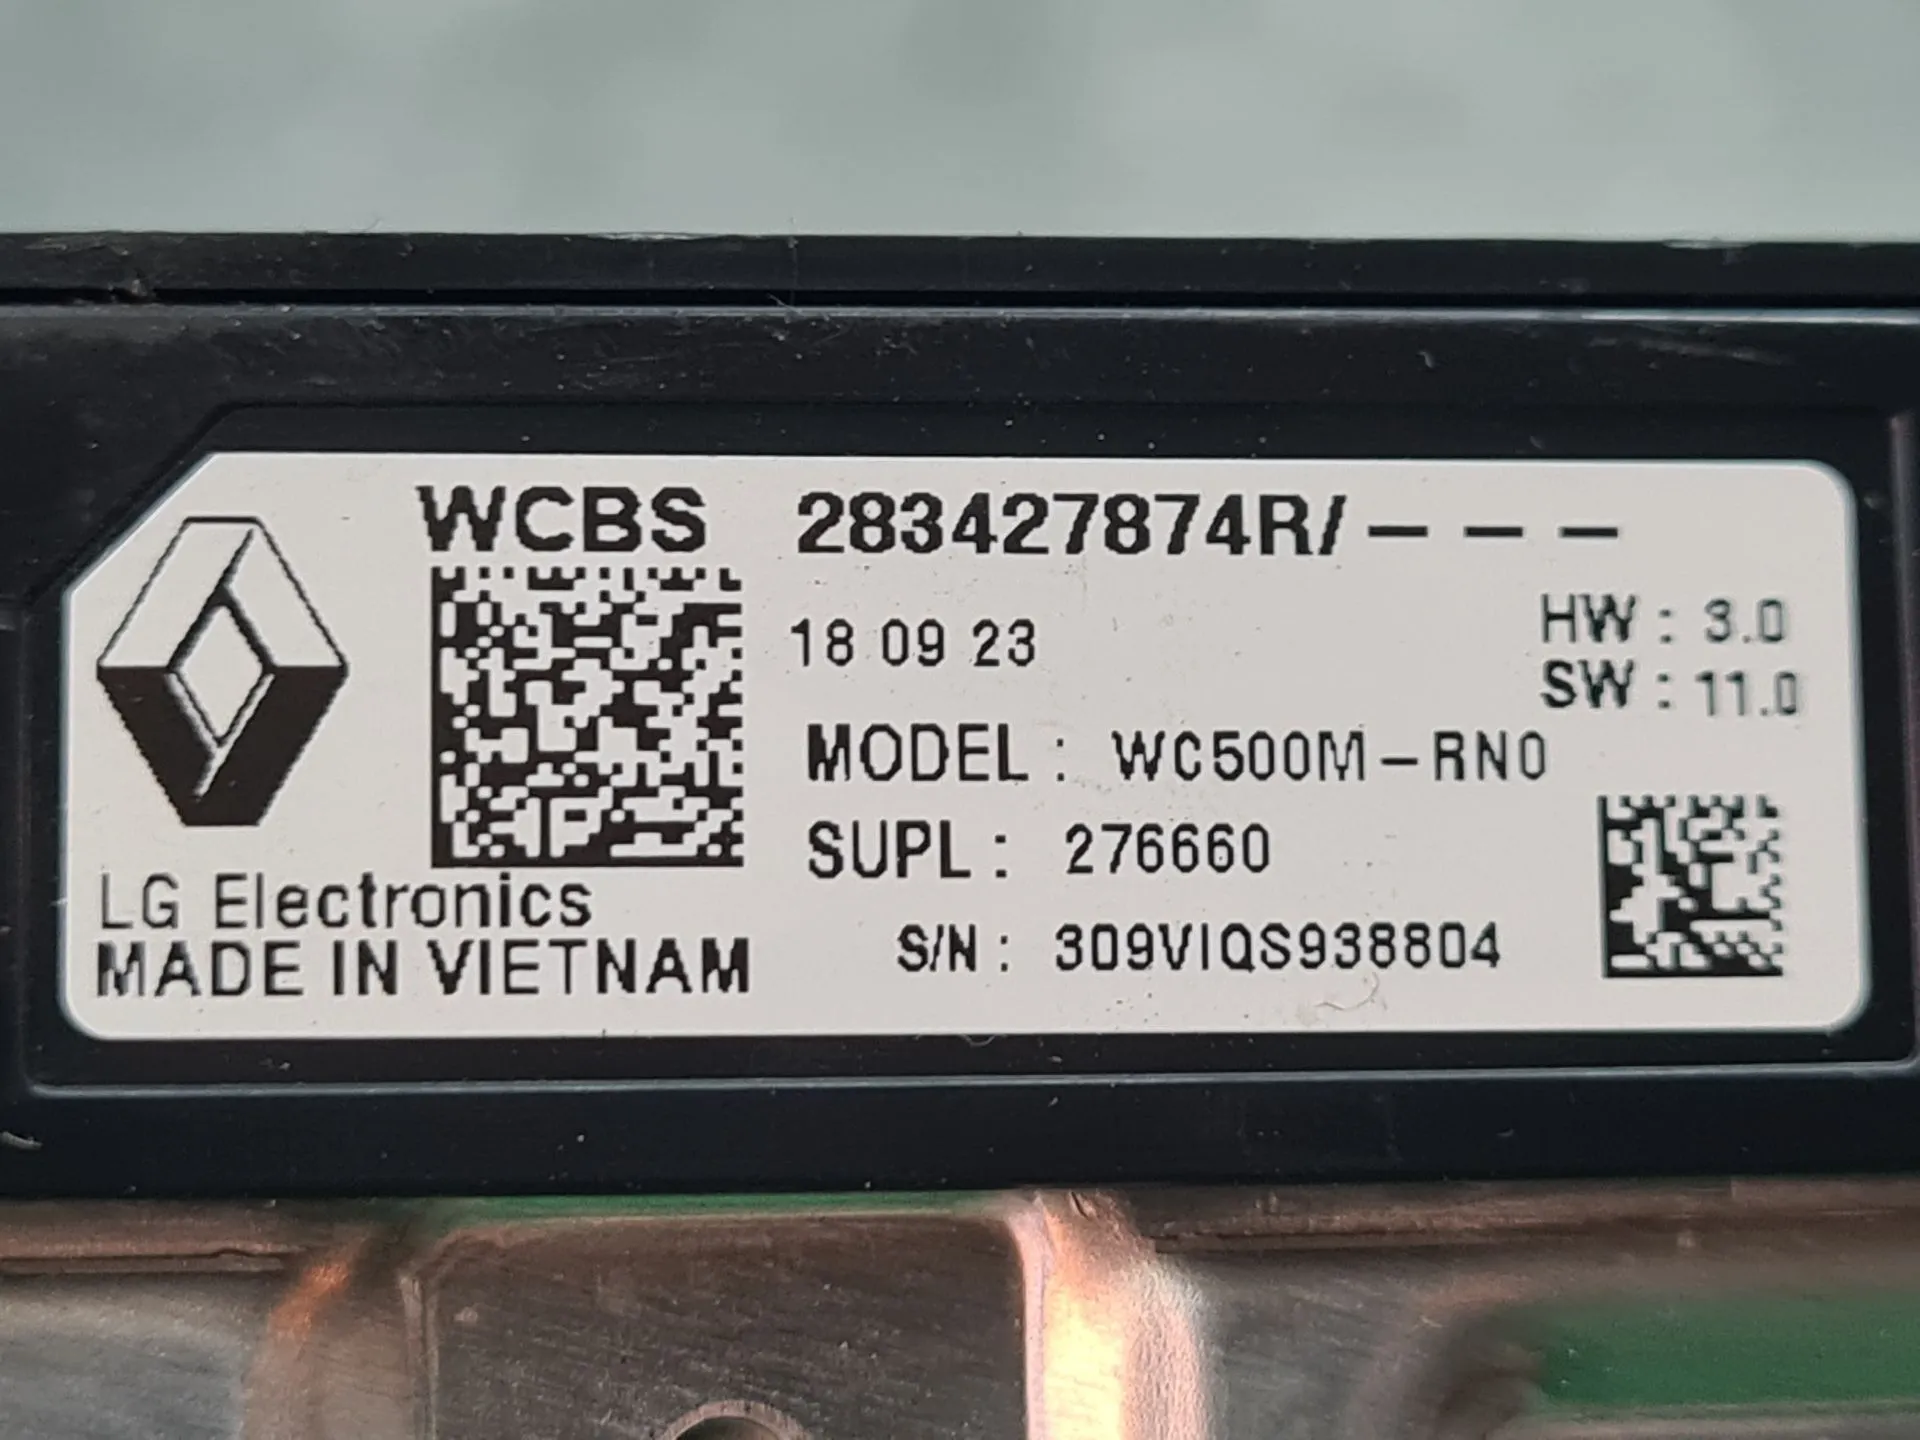 WCBS 283427874R/---
18 09 23
HW : 3.0
SW : 11.0
MODEL : WC500M-RN0
SUPL : 276660
LG Electronics
MADE IN VIETNAM
S/N : 309VIQS938804